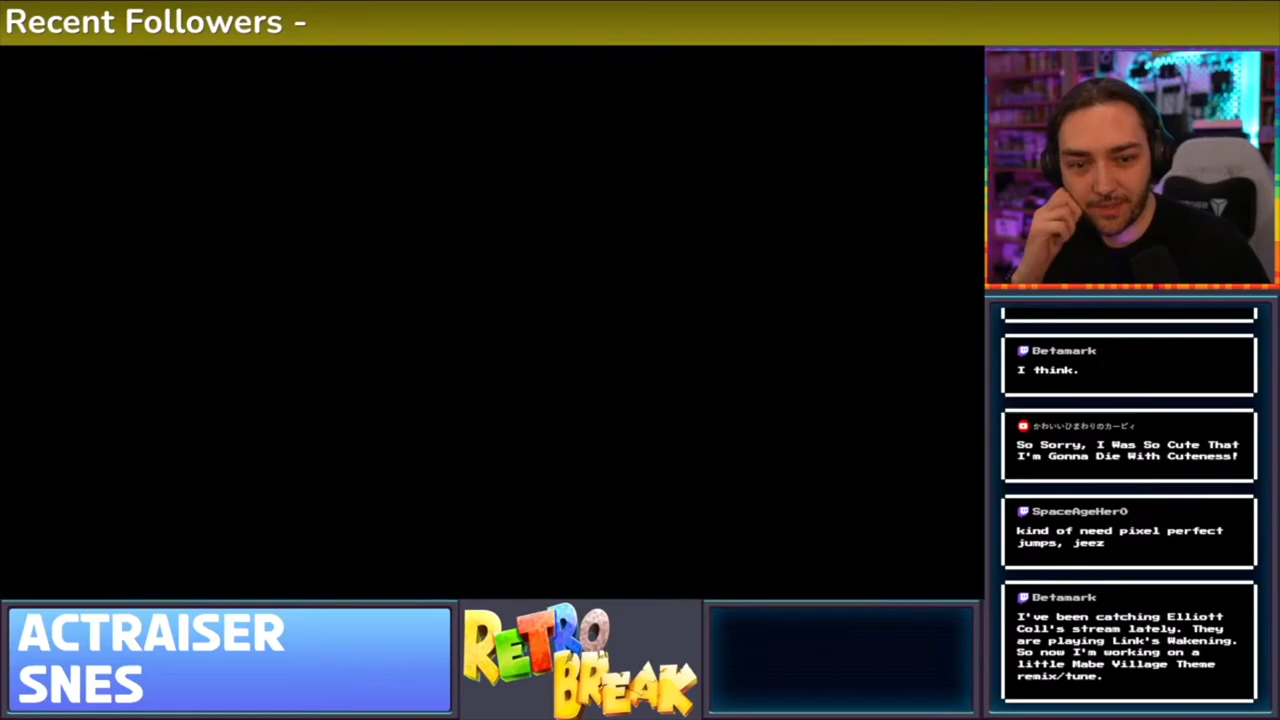 Recent Followers -
Betamark
I think.
かわいいひまわりのカービィ
So Sorry, I Was So Cute That
I'm Gonna Die With Cuteness!
SpaceAgeHer0
kind of need pixel perfect
jumps, jeez
Betamark
I've been catching Elliott
Coll's stream lately. They
are playing Link's Wakening.
So now I'm working on a
little Mabe Village Theme
remix/tune.
ACTRAISER
SNES
RETRO
BREAK